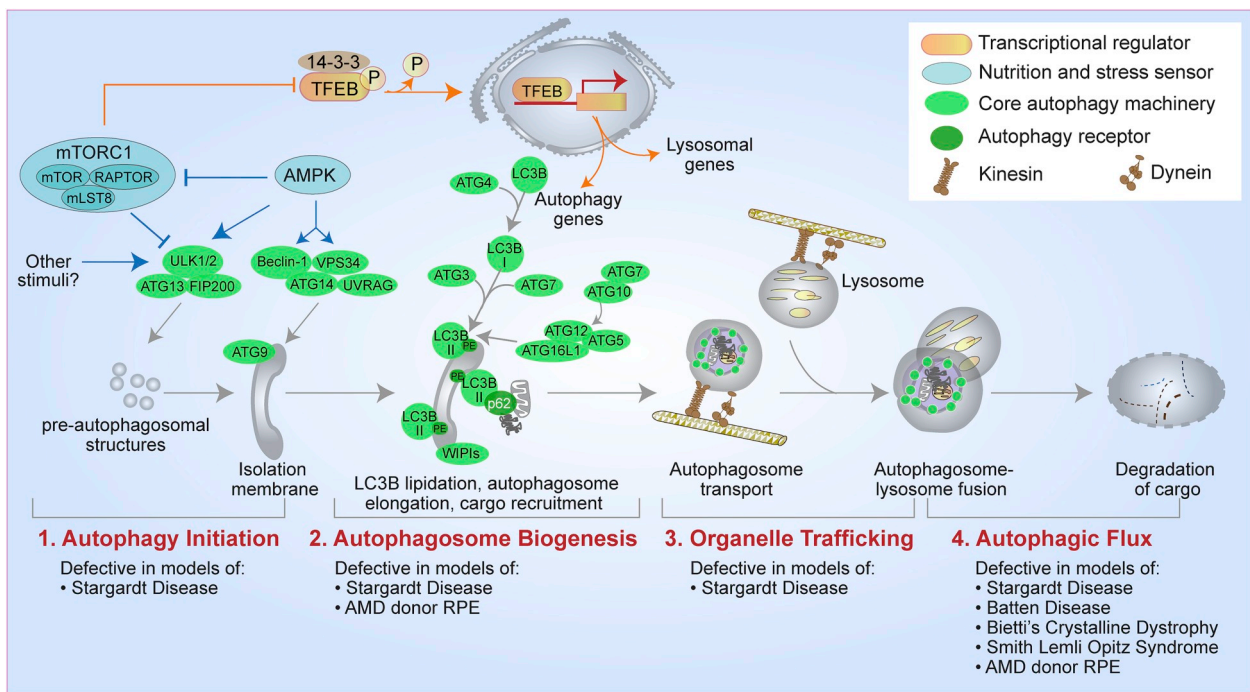 14-3-3
TFEB
P
P
TFEB
Transcriptional regulator
Nutrition and stress sensor
Core autophagy machinery
Autophagy receptor
Kinesin
Dynein
mTORC1
mTOR
RAPTOR
mLST8
AMPK
Lysosomal
genes
ATG4
LC3B
Autophagy
genes
Other
stimuli?
ULK1/2
ATG13
FIP200
Beclin-1
VPS34
ATG14
UVRAG
LC3B
I
ATG3
ATG7
ATG7
ATG10
ATG12
ATG5
ATG16L1
Lysosome
ATG9
LC3B
II
PE
PE
LC3B
II
p62
LC3B
II
PE
WIPIs
pre-autophagosomal
structures
Isolation
membrane
LC3B lipidation, autophagosome
elongation, cargo recruitment
Autophagosome
transport
Autophagosome-
lysosome fusion
Degradation
of cargo
1. Autophagy Initiation
Defective in models of:
• Stargardt Disease
2. Autophagosome Biogenesis
Defective in models of:
• Stargardt Disease
• AMD donor RPE
3. Organelle Trafficking
Defective in models of:
• Stargardt Disease
4. Autophagic Flux
Defective in models of:
• Stargardt Disease
• Batten Disease
• Bietti's Crystalline Dystrophy
• Smith Lemli Opitz Syndrome
• AMD donor RPE